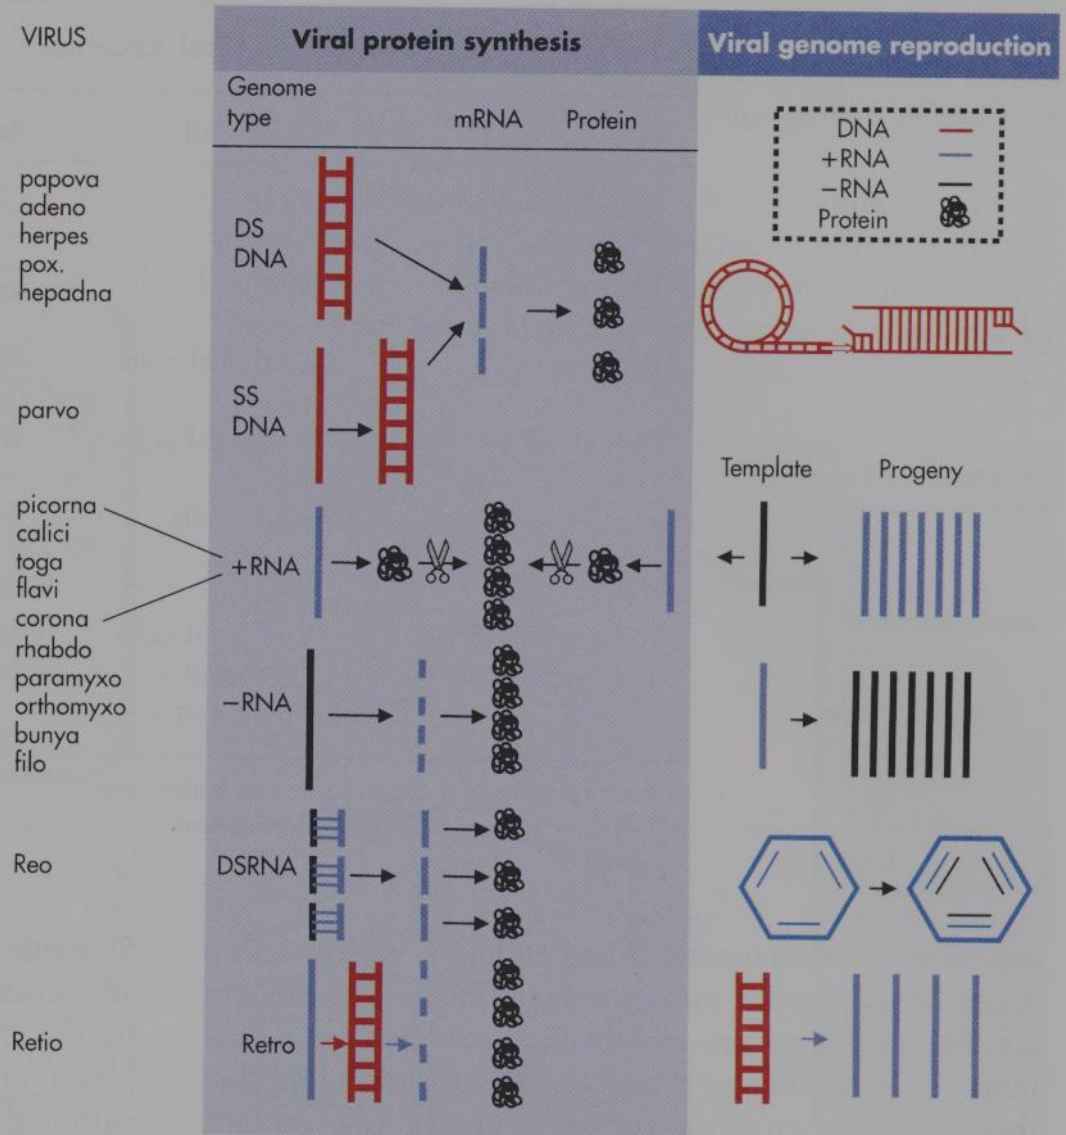 VIRUS
Viral protein synthesis
Viral genome reproduction
Genome
type
mRNA
Protein
DNA
+RNA
−RNA
Protein
papova
adeno
herpes
pox.
hepadna
DS
DNA
parvo
SS
DNA
Template
Progeny
picorna
calici
toga
flavi
corona
+RNA
rhabdo
paramyxo
orthomyxo
bunya
filo
−RNA
Reo
DSRNA
Retio
Retro